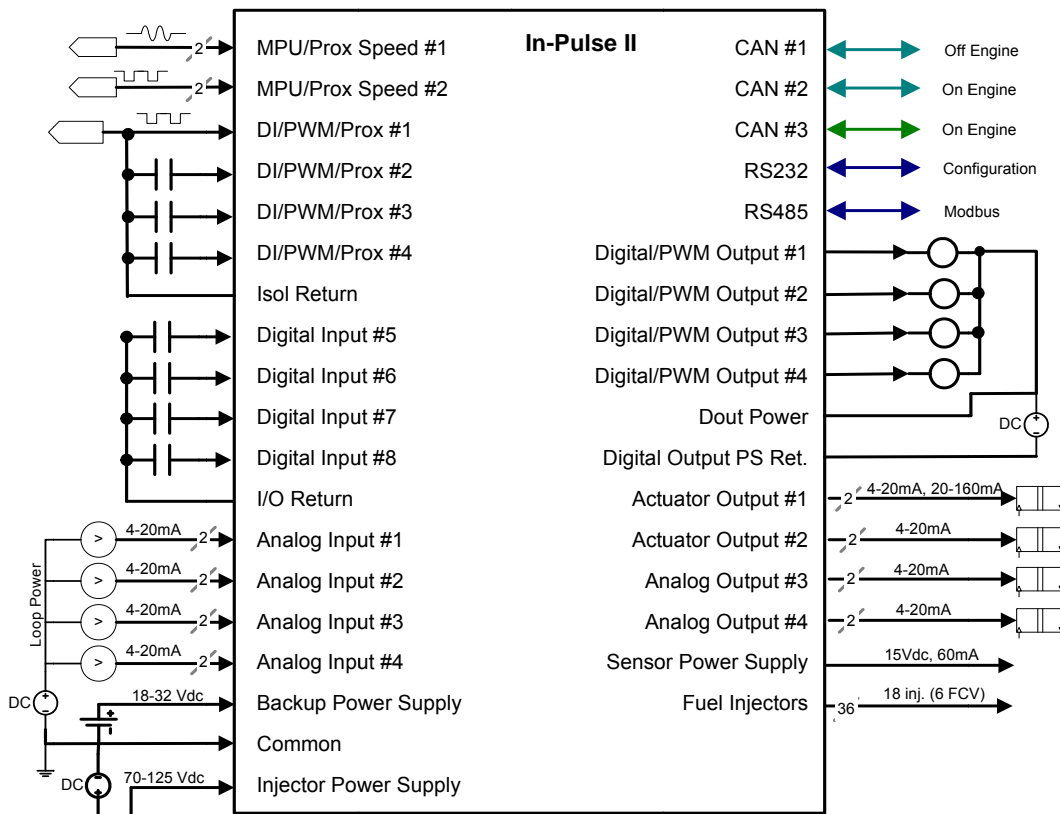 In-Pulse II
2
MPU/Prox Speed #1
2
MPU/Prox Speed #2
DI/PWM/Prox #1
DI/PWM/Prox #2
DI/PWM/Prox #3
DI/PWM/Prox #4
Isol Return
Digital Input #5
Digital Input #6
Digital Input #7
Digital Input #8
I/O Return
Loop Power
> 4-20mA 2 Analog Input #1
> 4-20mA 2 Analog Input #2
> 4-20mA 2 Analog Input #3
> 4-20mA 2 Analog Input #4
DC + -
18-32 Vdc Backup Power Supply
+ -
Common
DC - +
70-125 Vdc Injector Power Supply
CAN #1 Off Engine
CAN #2 On Engine
CAN #3 On Engine
RS232 Configuration
RS485 Modbus
Digital/PWM Output #1
Digital/PWM Output #2
Digital/PWM Output #3
Digital/PWM Output #4
Dout Power
DC + -
Digital Output PS Ret.
Actuator Output #1 2 4-20mA, 20-160mA
Actuator Output #2 2 4-20mA
Analog Output #3 2 4-20mA
Analog Output #4 2 4-20mA
Sensor Power Supply 15Vdc, 60mA
Fuel Injectors 36 18 inj. (6 FCV)